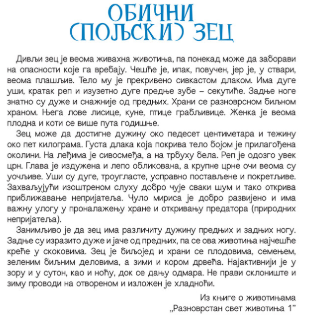 ОБИЧНИ
(ПОЉСКИ) ЗЕЦ
Дивљи зец је веома живахна животиња, па понекад може да заборави
на опасности које га вребају. Чешће је, ипак, повучен, јер је, у ствари,
веома плашљив. Тело му је прекривено сивкастом длаком. Има дуге
уши, кратак реп и изузетно дуге предње зубе – секутиће. Задње ноге
знатно су дуже и снажније од предњих. Храни се разноврсном биљном
храном. Њега лове лисице, куне, птице грабљивице. Женка је веома
плодна и коти се више пута годишње.
Зец може да достигне дужину око педесет центиметара и тежину
око пет килограма. Густа длака која покрива тело бојом је прилагођена
околини. На леђима је сивосмеђа, а на трбуху бела. Реп је одозго увек
црн. Глава је издужена и лепо обликована, а крупне црне очи веома су
уочљиве. Уши су дуге, троугласте, усправно постављене и покретливе.
Захваљујући изоштреном слуху добро чује сваки шум и тако открива
приближавање непријатеља. Чуло мириса је добро развијено и има
важну улогу у проналажењу хране и откривању предатора (природних
непријатеља).
Занимљиво је да зец има различиту дужину предњих и задњих ногу.
Задње су изразито дуже и јаче од предњих, па се ова животиња најчешће
креће у скоковима. Зец је биљојед и храни се плодовима, семењем,
зеленим биљним деловима, а зими и кором дрвећа. Најактивнији је у
зору и у сутон, као и ноћу, док се дању одмара. Не прави склониште и
зиму проводи на отвореном и изложен је хладноћи.
Из књиге о животињама
„Разноврстан свет животиња 1“